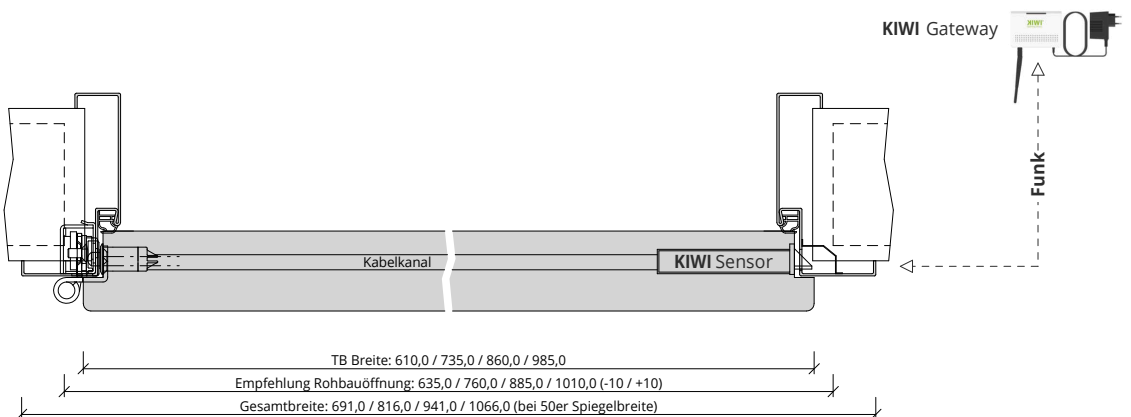 KIWI Gateway
KIWI
Funk
Kabelkanal
KIWI Sensor
TB Breite: 610,0 / 735,0 / 860,0 / 985,0
Empfehlung Rohbauöffnung: 635,0 / 760,0 / 885,0 / 1010,0 (-10 / +10)
Gesamtbreite: 691,0 / 816,0 / 941,0 / 1066,0 (bei 50er Spiegelbreite)